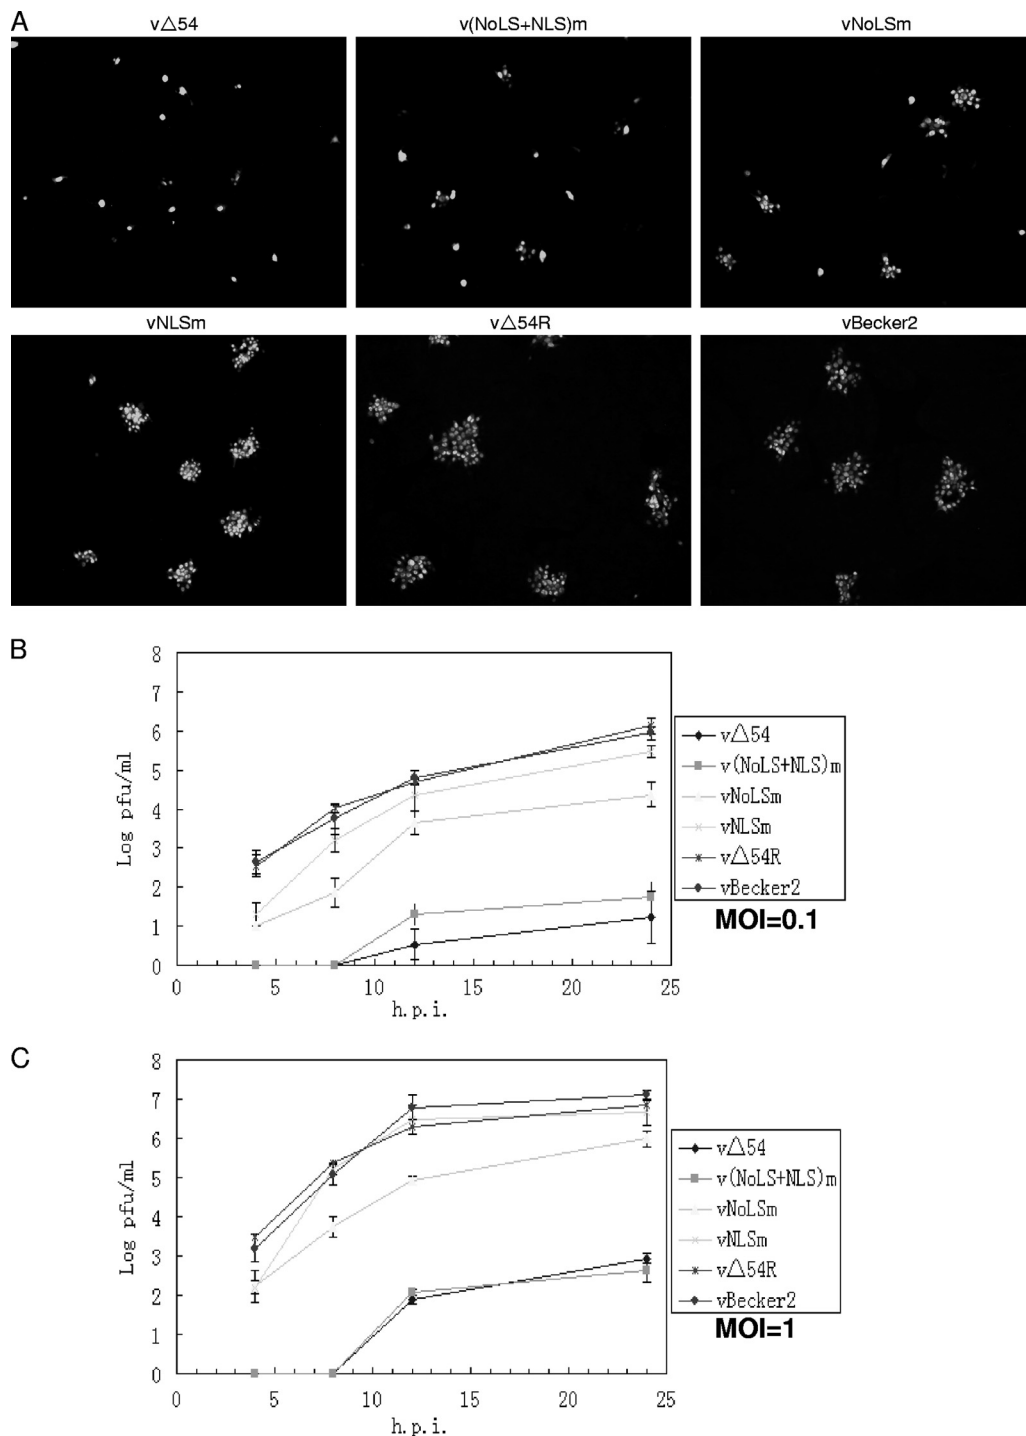 A
v△54
v(NoLS+NLS)m
vNoLSm
vNLSm
v△54R
vBecker2
B
8
7
6
5
4
3
2
1
0
Log pfu/ml
0
5
10
15
20
25
h.p.i.
v△54
v(NoLS+NLS)m
vNoLSm
vNLSm
v△54R
vBecker2
MOI=0.1
C
8
7
6
5
4
3
2
1
0
Log pfu/ml
0
5
10
15
20
25
h.p.i.
v△54
v(NoLS+NLS)m
vNoLSm
vNLSm
v△54R
vBecker2
MOI=1